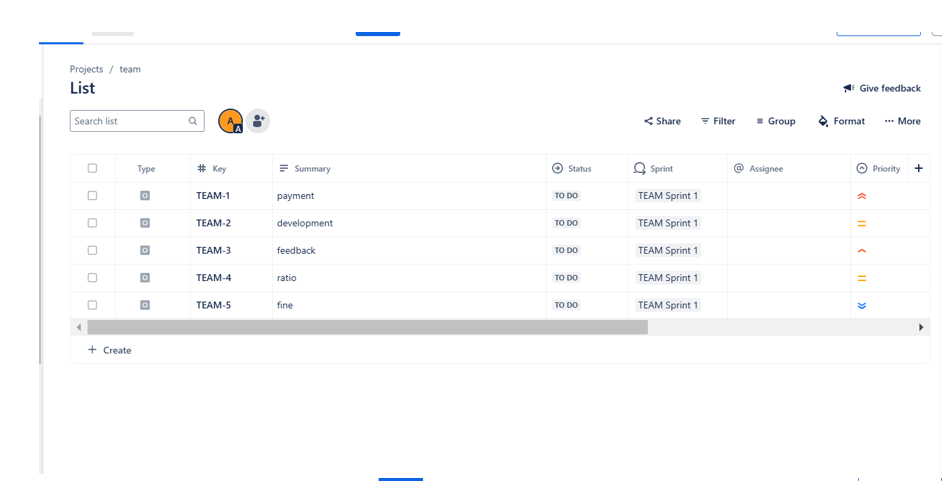 Projects / team
List
Give feedback
Search list
A
A
Share Filter Group Format More
Type Key Summary Status Sprint Assignee Priority
TEAM-1 payment TO DO TEAM Sprint 1
TEAM-2 development TO DO TEAM Sprint 1
TEAM-3 feedback TO DO TEAM Sprint 1
TEAM-4 ratio TO DO TEAM Sprint 1
TEAM-5 fine TO DO TEAM Sprint 1
+ Create